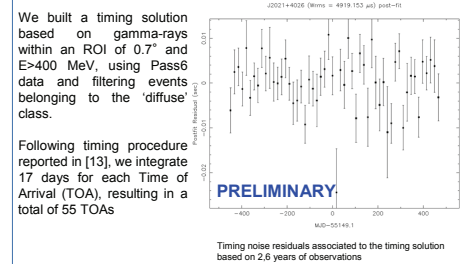 We built a timing solution
based on gamma-rays
within an ROI of 0.7° and
E>400 MeV, using Pass6
data and filtering events
belonging to the 'diffuse'
class.
Following timing procedure
reported in [13], we integrate
17 days for each Time of
Arrival (TOA), resulting in a
total of 55 TOAs
J2021+4026 (Wrms = 4919.153 μs) post-fit
Postfit Residual (sec)
0.01
0
-0.01
-0.02
PRELIMINARY
-400 -200 0 200 400
MJD-55149.1
Timing noise residuals associated to the timing solution
based on 2,6 years of observations